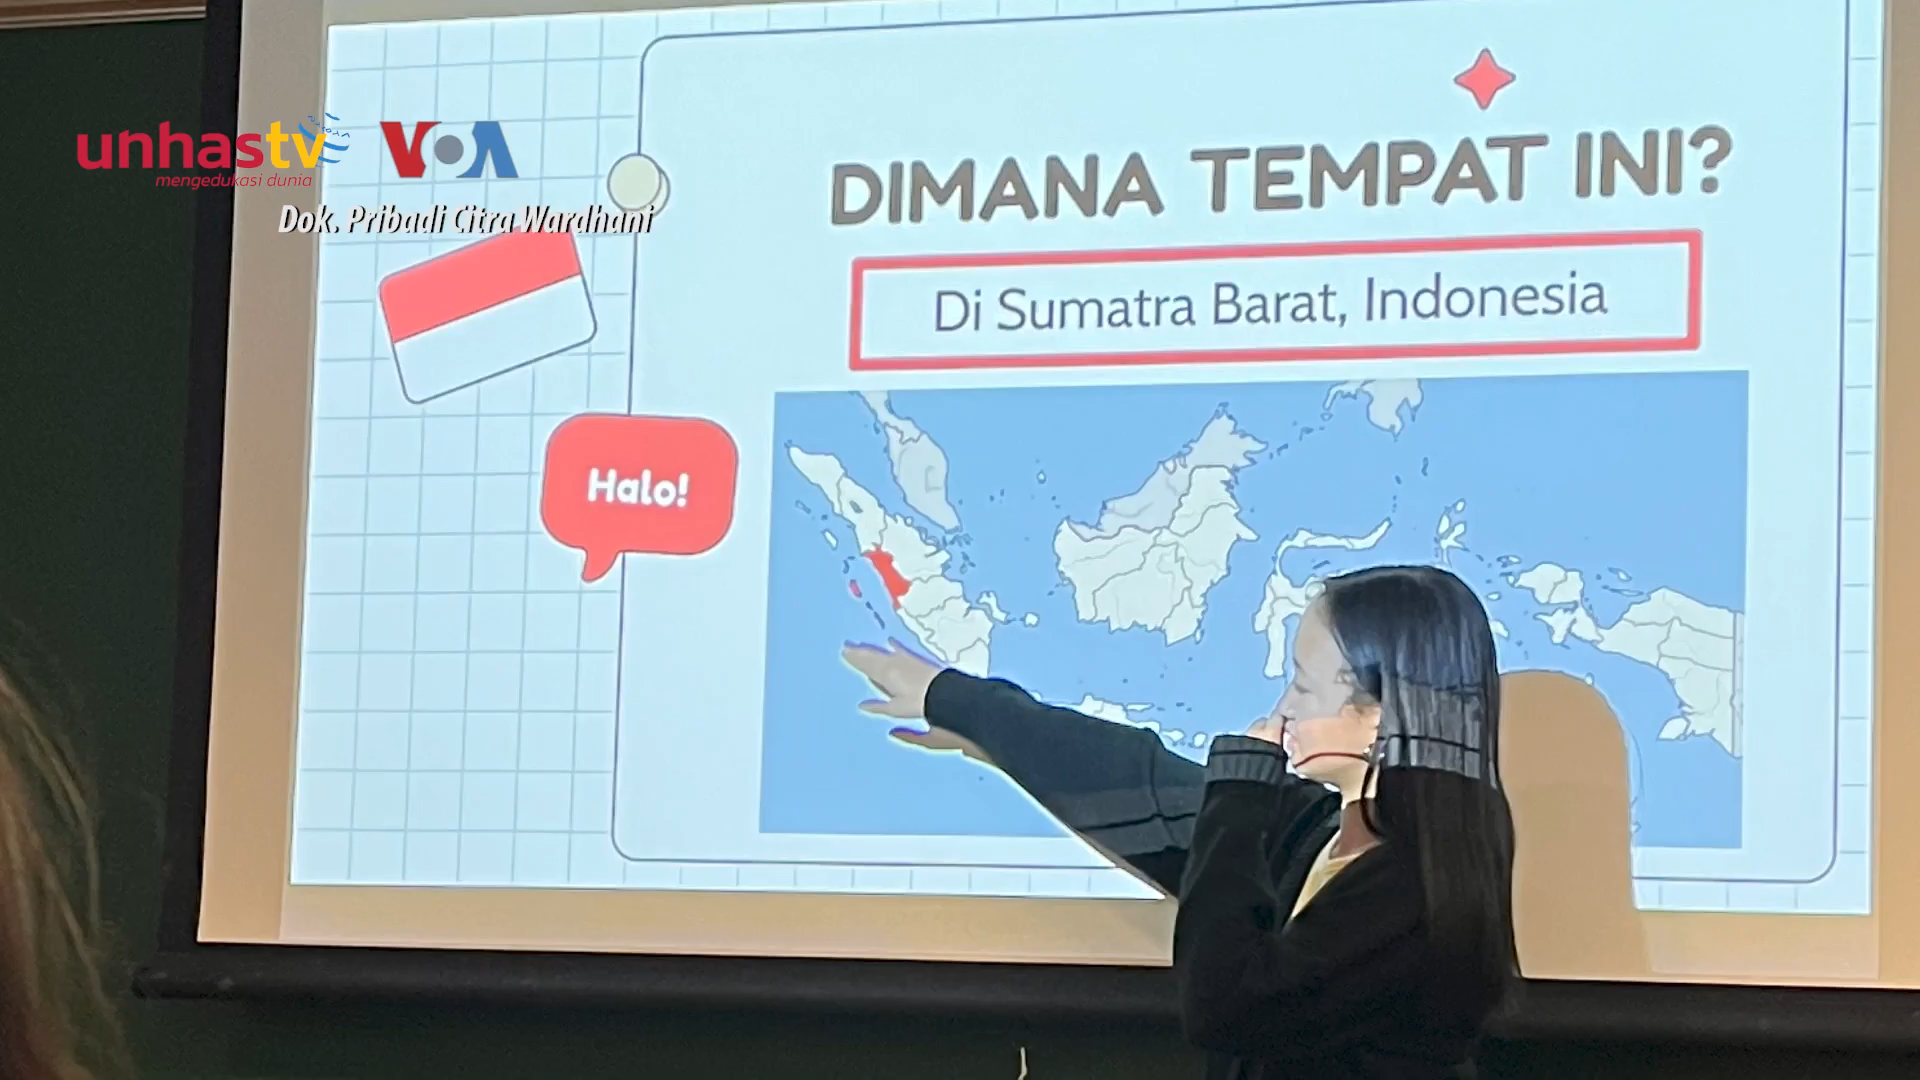 unhastv VOA
mengedukasi dunia
Dok. Pribadi Citra Wardhani
DIMANA TEMPAT INI?
Di Sumatra Barat, Indonesia
Halo!